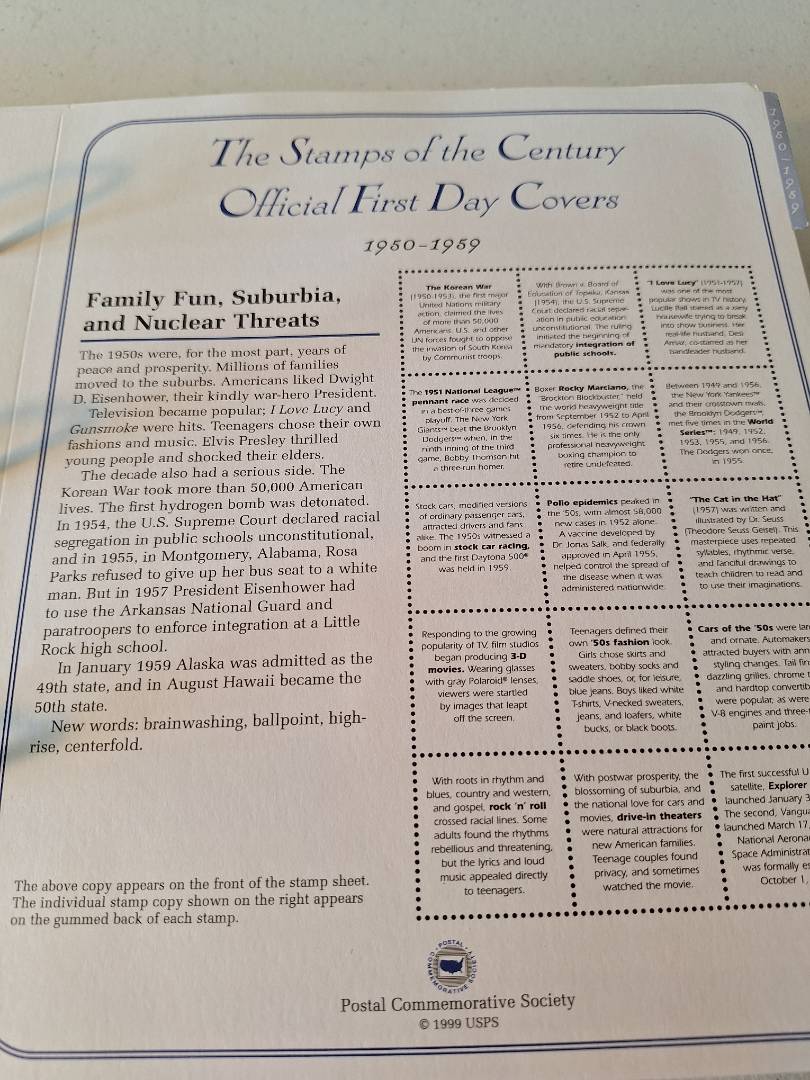 The Stamps of the Century
Official First Day Covers
1950-1959
1950-1959
Family Fun, Suburbia,
and Nuclear Threats
The 1950s were, for the most part, years of
peace and prosperity. Millions of families
moved to the suburbs. Americans liked Dwight
D. Eisenhower, their kindly war-hero President.
Television became popular; I Love Lucy and
Gunsmoke were hits. Teenagers chose their own
fashions and music. Elvis Presley thrilled
young people and shocked their elders.
The decade also had a serious side. The
Korean War took more than 50,000 American
lives. The first hydrogen bomb was detonated.
In 1954, the U.S. Supreme Court declared racial
segregation in public schools unconstitutional,
and in 1955, in Montgomery, Alabama, Rosa
Parks refused to give up her bus seat to a white
man. But in 1957 President Eisenhower had
to use the Arkansas National Guard and
paratroopers to enforce integration at a Little
Rock high school.
In January 1959 Alaska was admitted as the
49th state, and in August Hawaii became the
50th state.
New words: brainwashing, ballpoint, high-
rise, centerfold.
The above copy appears on the front of the stamp sheet.
The individual stamp copy shown on the right appears
on the gummed back of each stamp.
The Korean War
(1950-1953), the first major
United Nations military
action, claimed the lives
of more than 50,000
Americans. U.S. and other
UN forces fought to oppose
the invasion of South Korea
by Communist troops.
With Brown v. Board of
Education of Topeka, Kansas
(1954), the U.S. Supreme
Court declared racial separ-
ation in public education
unconstitutional. The ruling
initiated the beginning of
mandatory integration of
public schools.
"I Love Lucy" (1951-1957)
was one of the most
popular shows in TV history.
Lucille Ball starred as a zany
housewife trying to break
into show business. Her
real-life husband, Desi
Arnaz, co-starred as her
bandleader husband.
The 1951 National League™
pennant race was decided
in a best-of-three games
playoff. The New York
Giants™ beat the Brooklyn
Dodgers™ when, in the
ninth inning of the third
game, Bobby Thomson hit
a three-run homer.
Boxer Rocky Marciano, the
"Brockton Blockbuster," held
the world heavyweight title
from September 1952 to April
1956, defending his crown
six times. He is the only
professional heavyweight
boxing champion to
retire undefeated.
Between 1949 and 1956,
the New York Yankees™
and their crosstown rivals,
the Brooklyn Dodgers™,
met five times in the World
Series™: 1949, 1952,
1953, 1955, and 1956.
The Dodgers won once,
in 1955.
Stock cars, modified versions
of ordinary passenger cars,
attracted drivers and fans
alike. The 1950s witnessed a
boom in stock car racing,
and the first Daytona 500®
was held in 1959.
Polio epidemics peaked in
the '50s, with almost 58,000
new cases in 1952 alone.
A vaccine developed by
Dr. Jonas Salk, and federally
approved in April 1955,
helped control the spread of
the disease when it was
administered nationwide.
"The Cat in the Hat"
(1957) was written and
illustrated by Dr. Seuss
(Theodore Seuss Geisel). This
masterpiece uses repeated
syllables, rhythmic verse,
and fanciful drawings to
teach children to read and
to use their imaginations.
Responding to the growing
popularity of TV, film studios
began producing 3-D
movies. Wearing glasses
with gray Polaroid® lenses,
viewers were startled
by images that leapt
off the screen.
Teenagers defined their
own '50s fashion look.
Girls chose skirts and
sweaters, bobby socks and
saddle shoes, or, for leisure,
blue jeans. Boys liked white
T-shirts, V-necked sweaters,
jeans, and loafers, white
bucks, or black boots.
Cars of the '50s were lar
and ornate. Automakers
attracted buyers with ann
styling changes. Tail fin
dazzling grilles, chrome t
and hardtop convertib
were popular, as were
V-8 engines and three-t
paint jobs.
With roots in rhythm and
blues, country and western,
and gospel, rock 'n' roll
crossed racial lines. Some
adults found the rhythms
rebellious and threatening,
but the lyrics and loud
music appealed directly
to teenagers.
With postwar prosperity, the
blossoming of suburbia, and
the national love for cars and
movies, drive-in theaters
were natural attractions for
new American families.
Teenage couples found
privacy, and sometimes
watched the movie.
The first successful U
satellite, Explorer
launched January 3
The second, Vangua
launched March 17,
National Aerona
Space Administrat
was formally es
October 1,
POSTAL
COMMEMORATIVE SOCIETY
Postal Commemorative Society
© 1999 USPS